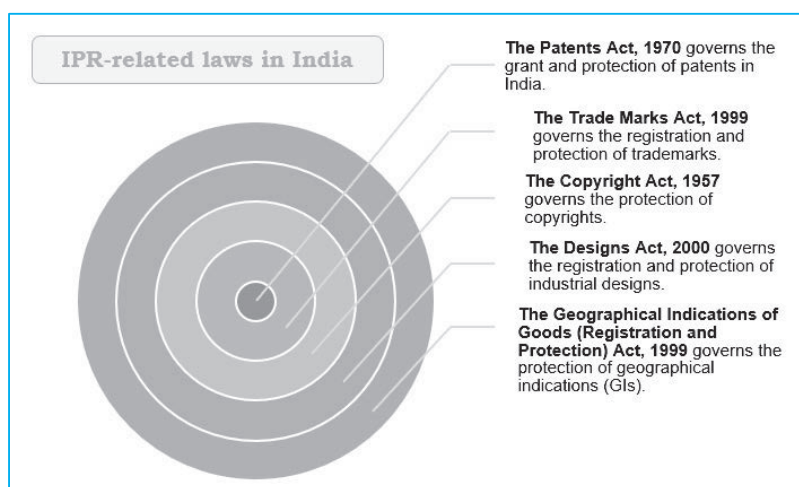 IPR-related laws in India
The Patents Act, 1970 governs the
grant and protection of patents in
India.
The Trade Marks Act, 1999
governs the registration and
protection of trademarks.
The Copyright Act, 1957
governs the protection of
copyrights.
The Designs Act, 2000 governs
the registration and protection of
industrial designs.
The Geographical Indications of
Goods (Registration and
Protection) Act, 1999 governs the
protection of geographical
indications (GIs).